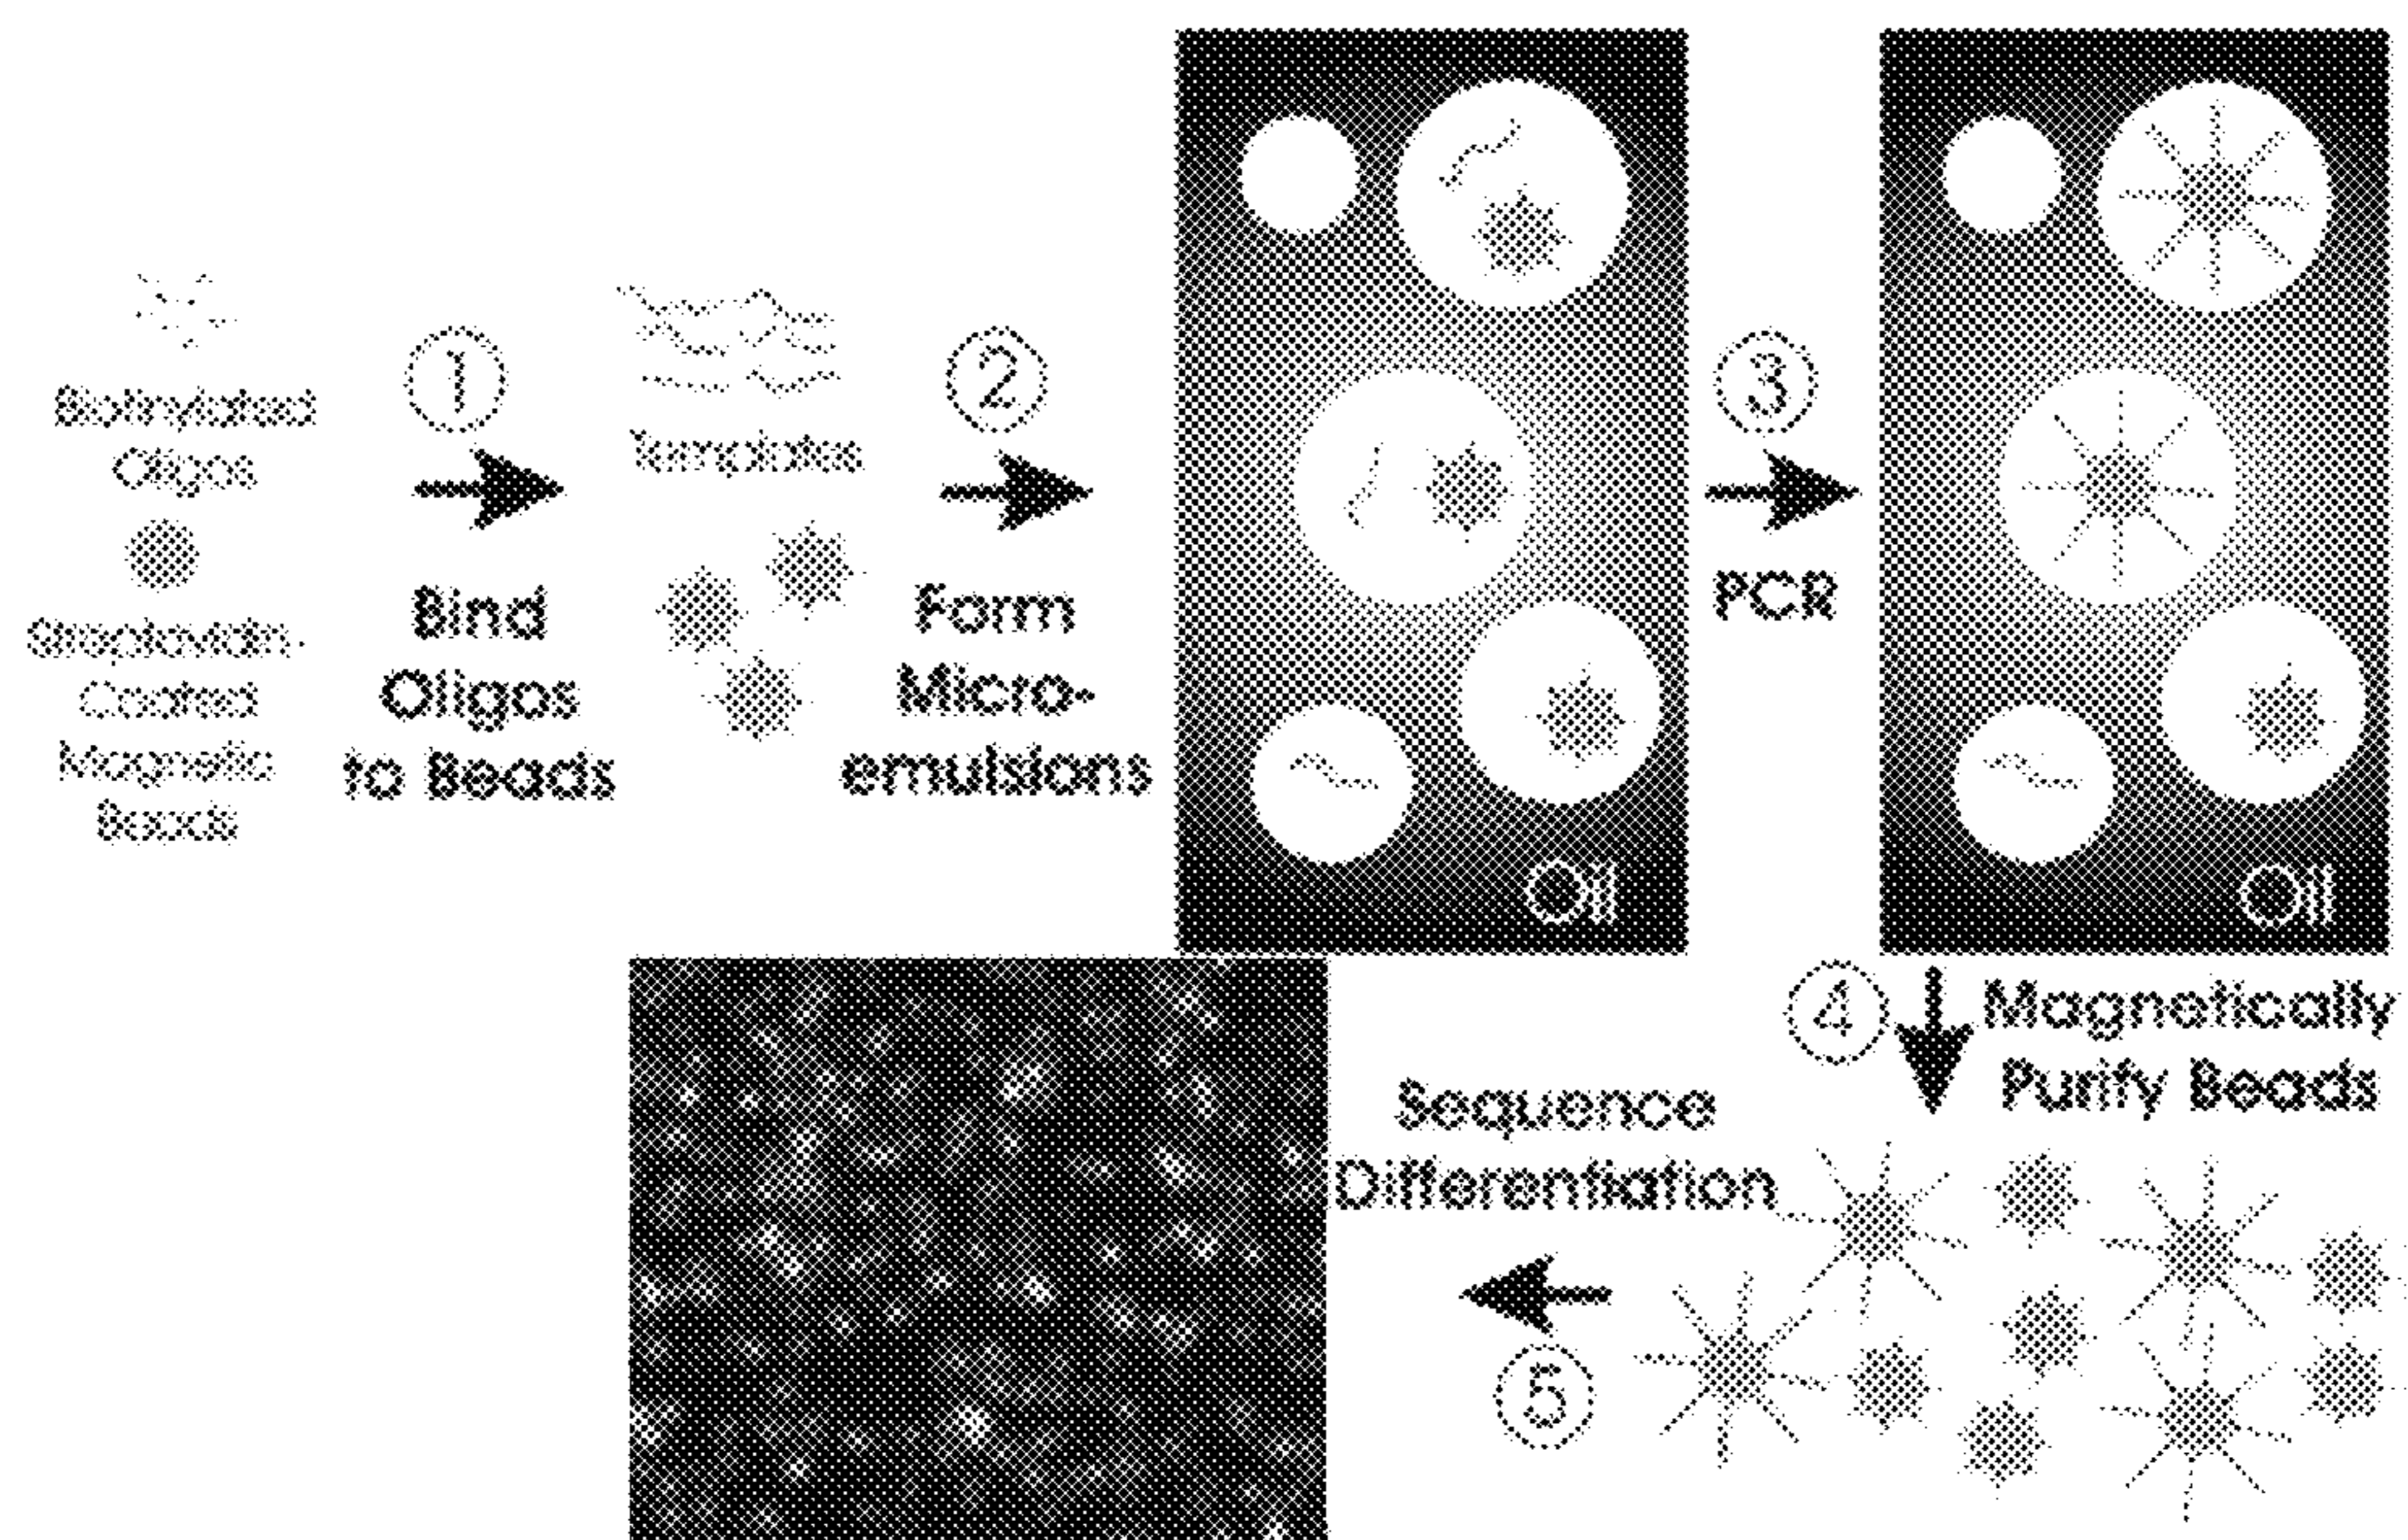 Biotinylated
Oligos
Streptavidin-
Coated
Magnetic
Beads
1
Bind
Oligos
to Beads
Templates
2
Form
Micro-
emulsions
Oil
3
PCR
Oil
4
Magnetically
Purify Beads
Sequence
Differentiation
5